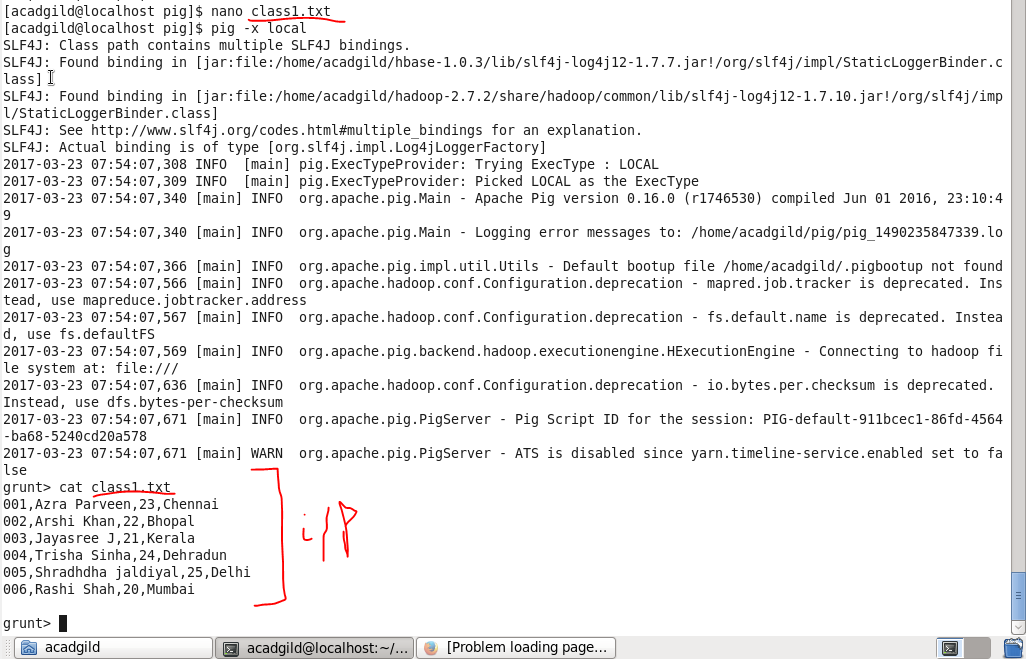 [acadgild@localhost pig]$ nano class1.txt
[acadgild@localhost pig]$ pig -x local
SLF4J: Class path contains multiple SLF4J bindings.
SLF4J: Found binding in [jar:file:/home/acadgild/hbase-1.0.3/lib/slf4j-log4j12-1.7.7.jar!/org/slf4j/impl/StaticLoggerBinder.c
lass]
SLF4J: Found binding in [jar:file:/home/acadgild/hadoop-2.7.2/share/hadoop/common/lib/slf4j-log4j12-1.7.10.jar!/org/slf4j/imp
l/StaticLoggerBinder.class]
SLF4J: See http://www.slf4j.org/codes.html#multiple_bindings for an explanation.
SLF4J: Actual binding is of type [org.slf4j.impl.Log4jLoggerFactory]
2017-03-23 07:54:07,308 INFO  [main] pig.ExecTypeProvider: Trying ExecType : LOCAL
2017-03-23 07:54:07,309 INFO  [main] pig.ExecTypeProvider: Picked LOCAL as the ExecType
2017-03-23 07:54:07,340 [main] INFO  org.apache.pig.Main - Apache Pig version 0.16.0 (r1746530) compiled Jun 01 2016, 23:10:4
9
2017-03-23 07:54:07,340 [main] INFO  org.apache.pig.Main - Logging error messages to: /home/acadgild/pig/pig_1490235847339.lo
g
2017-03-23 07:54:07,366 [main] INFO  org.apache.pig.impl.util.Utils - Default bootup file /home/acadgild/.pigbootup not found
2017-03-23 07:54:07,566 [main] INFO  org.apache.hadoop.conf.Configuration.deprecation - mapred.job.tracker is deprecated. Ins
tead, use mapreduce.jobtracker.address
2017-03-23 07:54:07,567 [main] INFO  org.apache.hadoop.conf.Configuration.deprecation - fs.default.name is deprecated. Instea
d, use fs.defaultFS
2017-03-23 07:54:07,569 [main] INFO  org.apache.pig.backend.hadoop.executionengine.HExecutionEngine - Connecting to hadoop fi
le system at: file:///
2017-03-23 07:54:07,636 [main] INFO  org.apache.hadoop.conf.Configuration.deprecation - io.bytes.per.checksum is deprecated.
Instead, use dfs.bytes-per-checksum
2017-03-23 07:54:07,671 [main] INFO  org.apache.pig.PigServer - Pig Script ID for the session: PIG-default-911bcec1-86fd-4564
-ba68-5240cd20a578
2017-03-23 07:54:07,671 [main] WARN  org.apache.pig.PigServer - ATS is disabled since yarn.timeline-service.enabled set to fa
lse
grunt> cat class1.txt
001,Azra Parveen,23,Chennai
002,Arshi Khan,22,Bhopal
003,Jayasree J,21,Kerala
004,Trisha Sinha,24,Dehradun
005,Shradhdha jaldiyal,25,Delhi
006,Rashi Shah,20,Mumbai
i/p
grunt>
acadgild
acadgild@localhost:~/...
[Problem loading page...